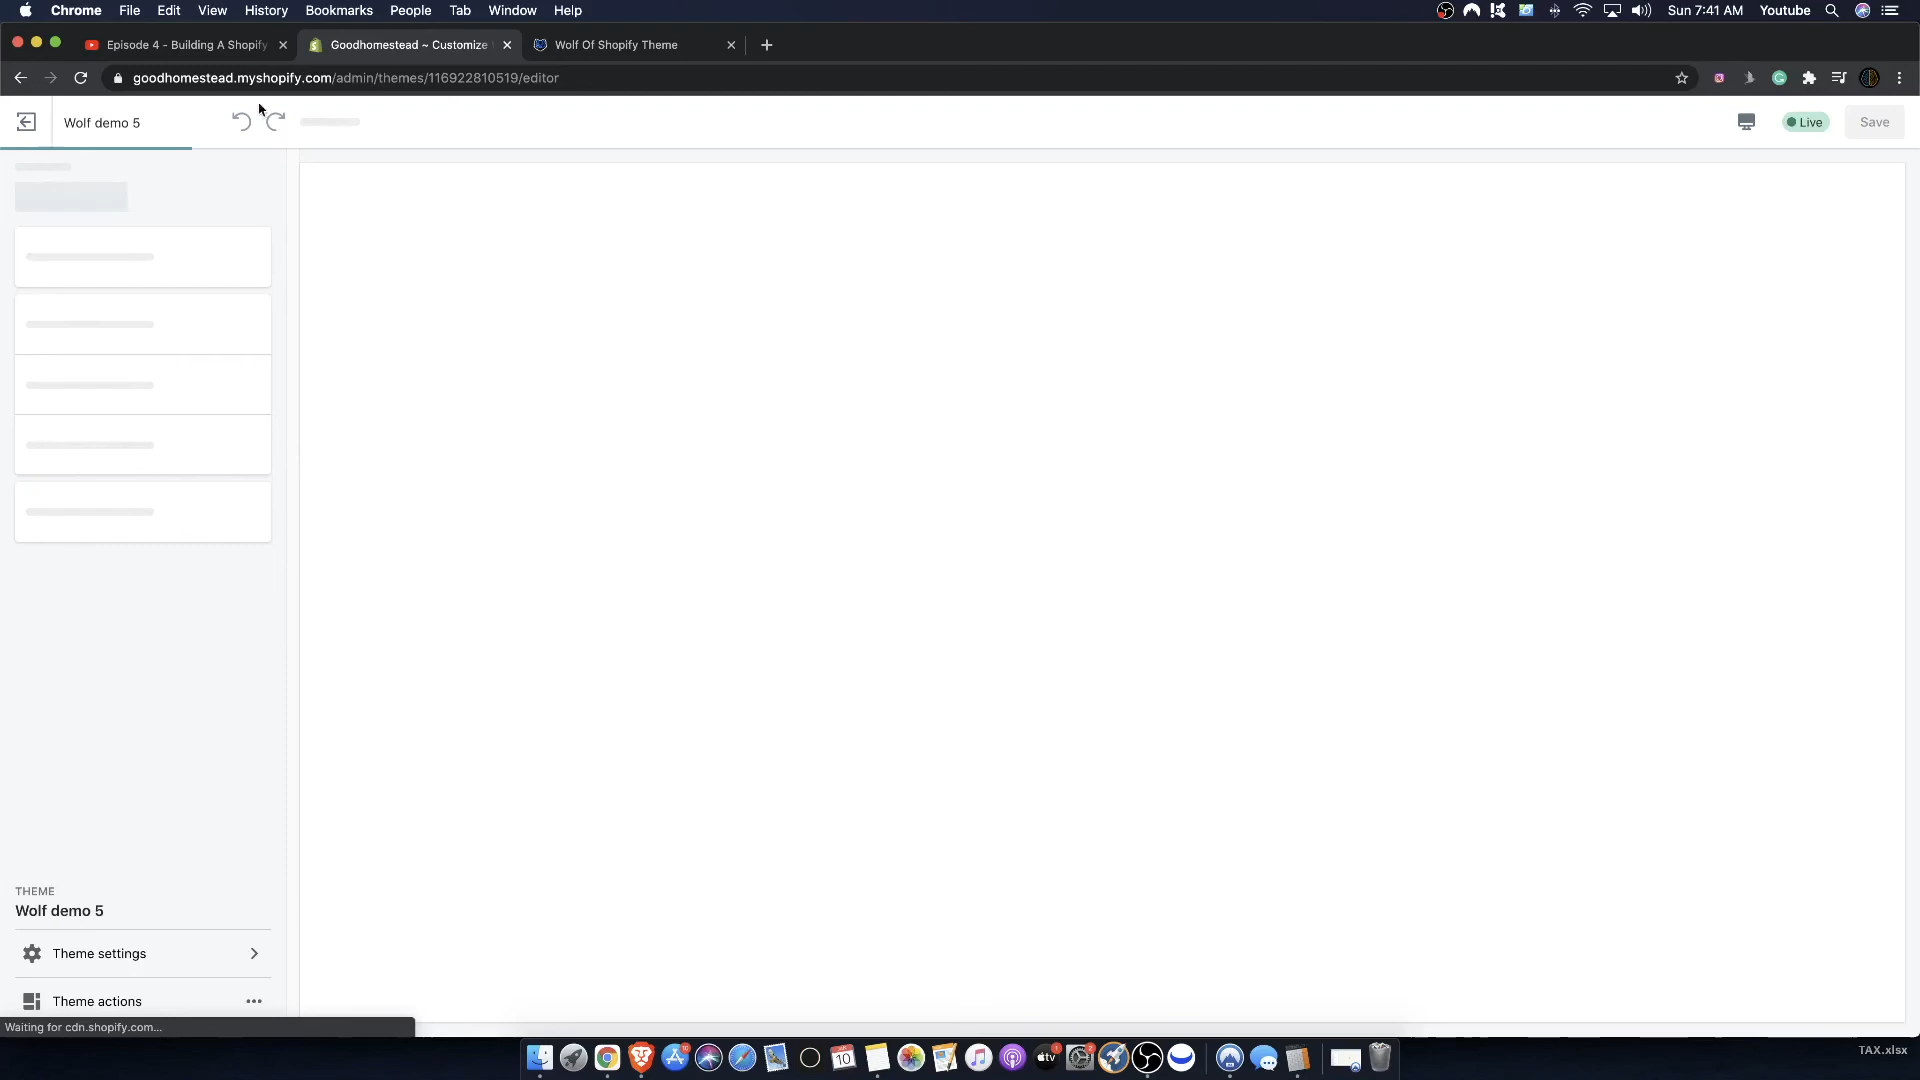 Chrome File Edit View History Bookmarks People Tab Window Help Sun 7:41 AM Youtube
Episode 4 - Building A Shopify
Goodhomestead ~ Customize
Wolf Of Shopify Theme
goodhomestead.myshopify.com/admin/themes/116922810519/editor
Wolf demo 5
Live
Save
THEME
Wolf demo 5
Theme settings
Theme actions
Waiting for cdn.shopify.com...
10
tv
TAX.xlsx